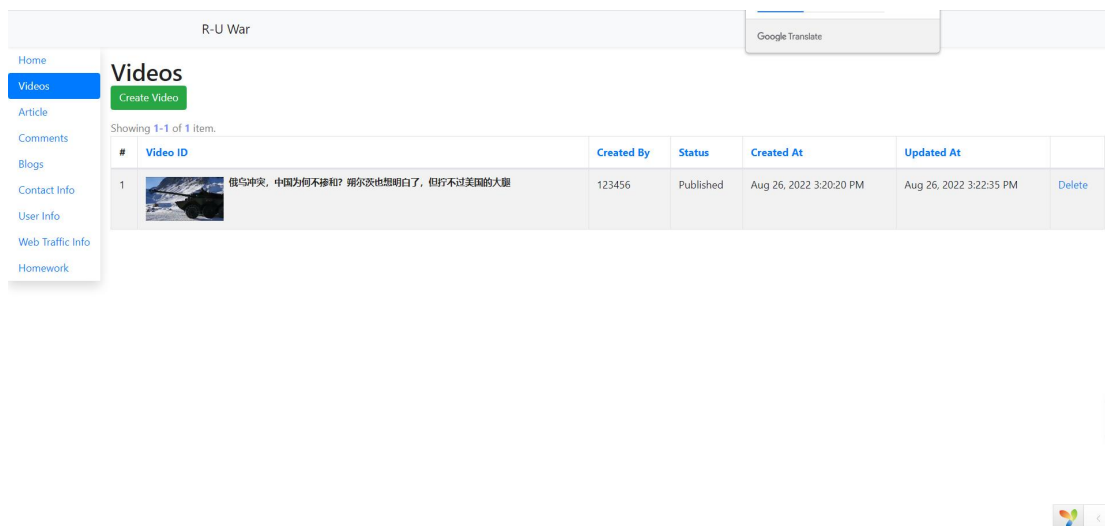 R-U War
Google Translate
Home
Videos
Article
Comments
Blogs
Contact Info
User Info
Web Traffic Info
Homework
Videos
Create Video
Showing 1-1 of 1 item.
# Video ID Created By Status Created At Updated At
1 俄乌冲突，中国为何不掺和？朔尔茨也想明白了，但拧不过美国的大腿 123456 Published Aug 26, 2022 3:20:20 PM Aug 26, 2022 3:22:35 PM Delete